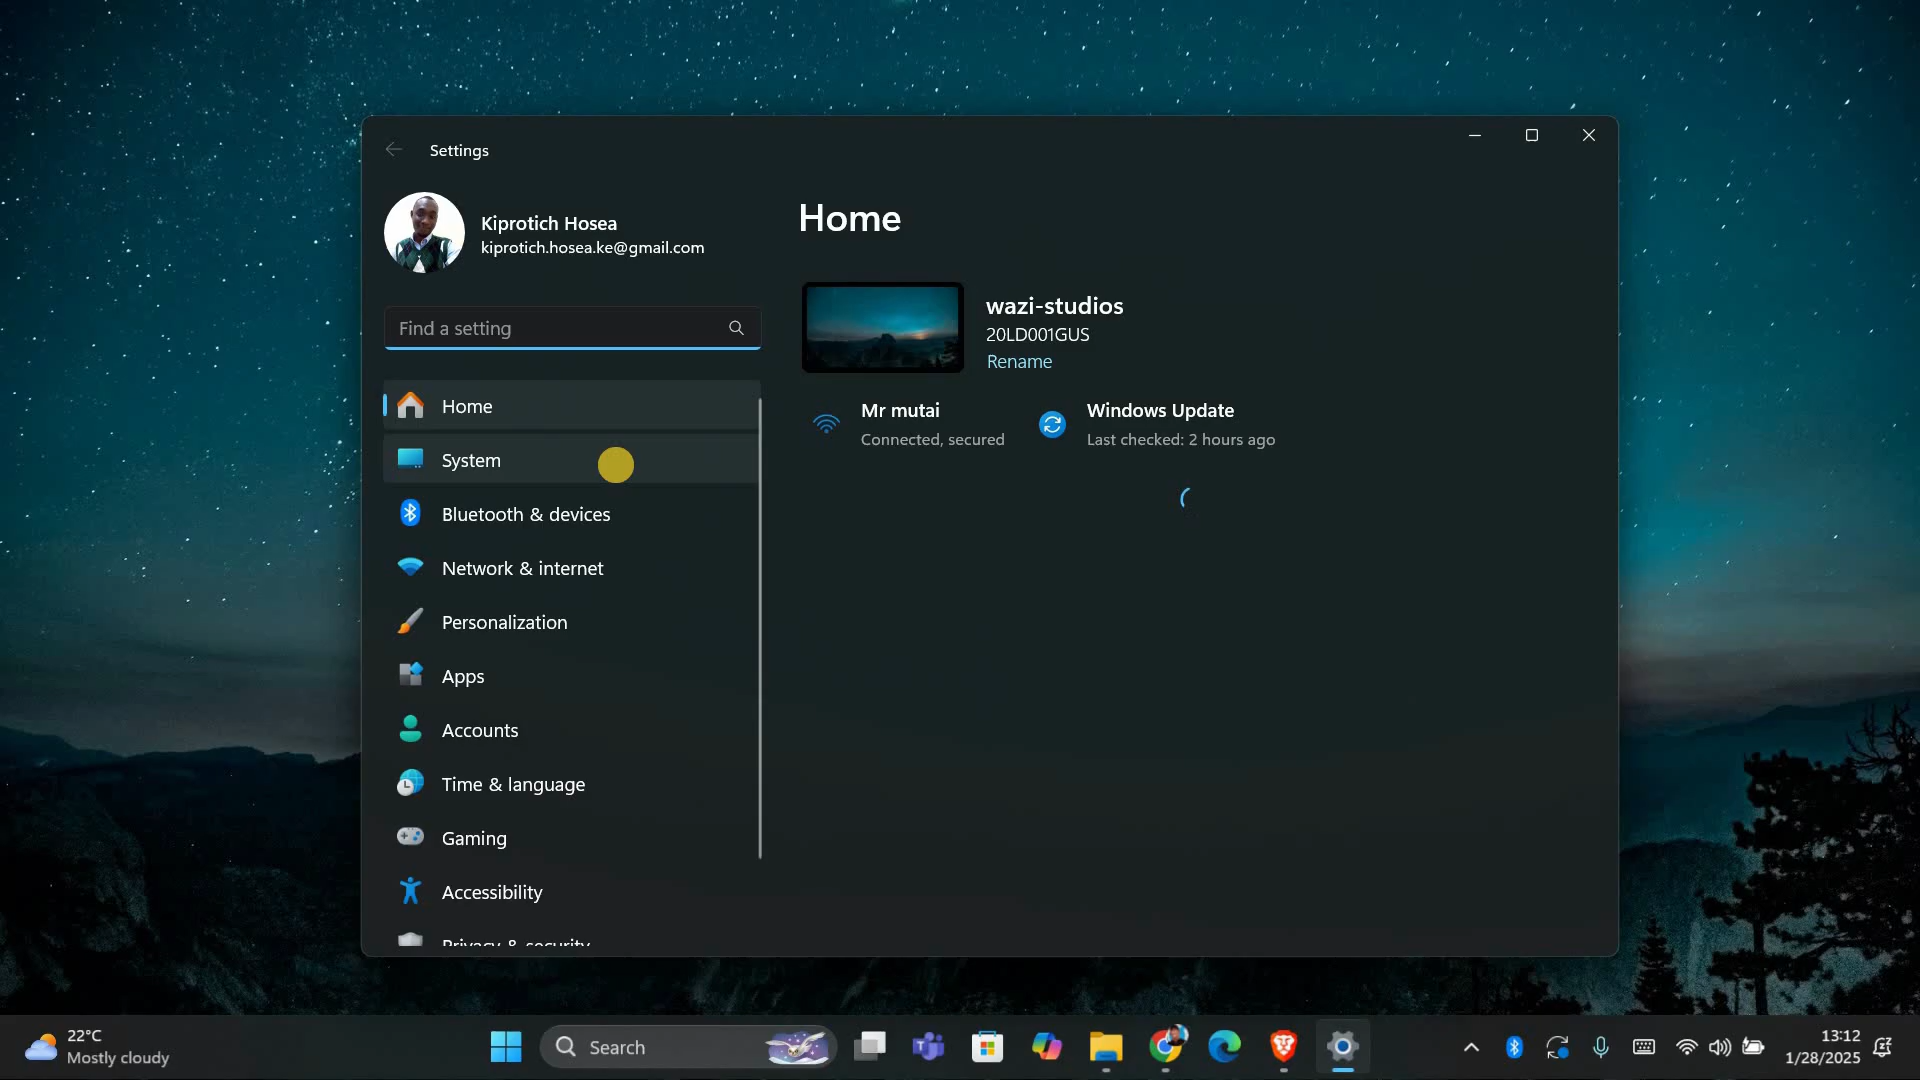 Settings
Kiprotich Hosea
kiprotich.hosea.ke@gmail.com
Find a setting
Home
System
Bluetooth & devices
Network & internet
Personalization
Apps
Accounts
Time & language
Gaming
Accessibility
Privacy & security
Home
wazi-studios
20LD001GUS
Rename
Mr mutai
Connected, secured
Windows Update
Last checked: 2 hours ago
22°C
Mostly cloudy
Search
13:12
1/28/2025